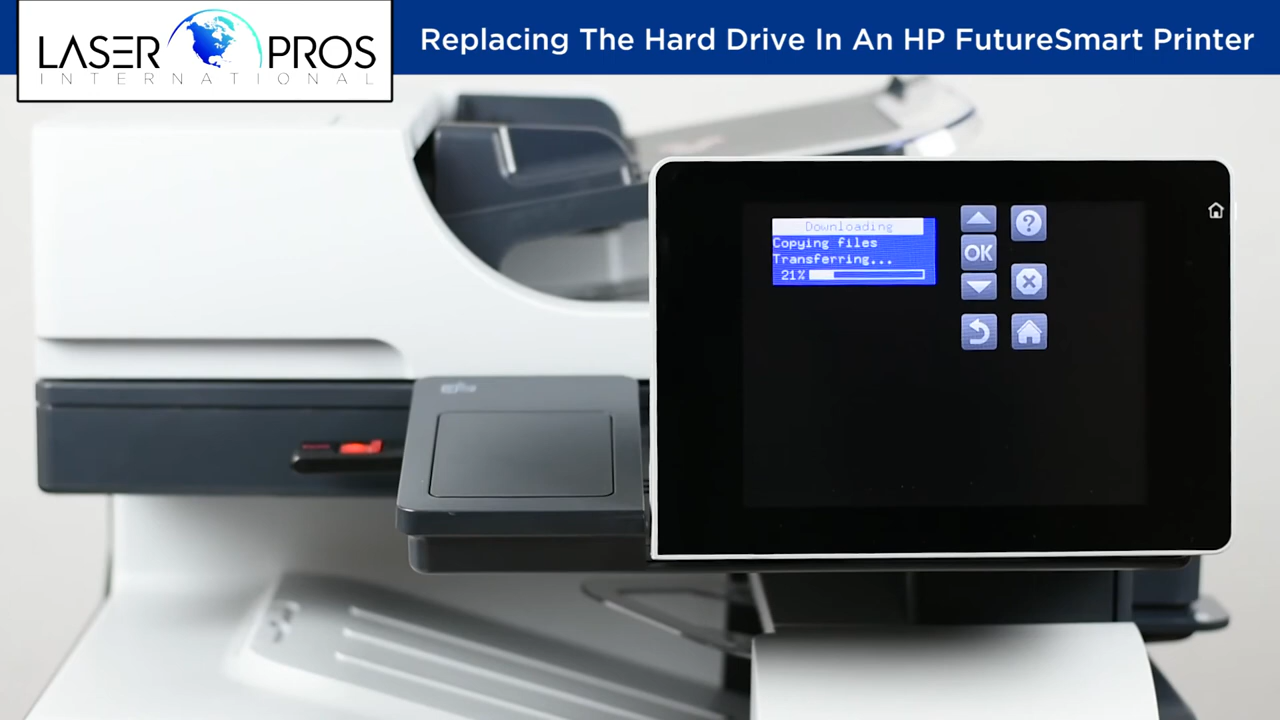 LASER PROS
INTERNATIONAL
Replacing The Hard Drive In An HP FutureSmart Printer
Downloading
Copying files
Transferring...
21%
OK
?